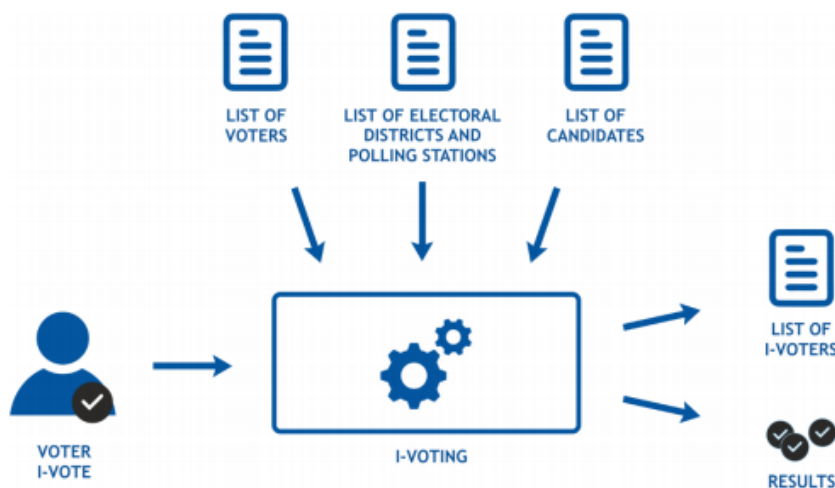 LIST OF
VOTERS
LIST OF ELECTORAL
DISTRICTS AND
POLLING STATIONS
LIST OF
CANDIDATES
LIST OF
I-VOTERS
VOTER
I-VOTE
I-VOTING
RESULTS